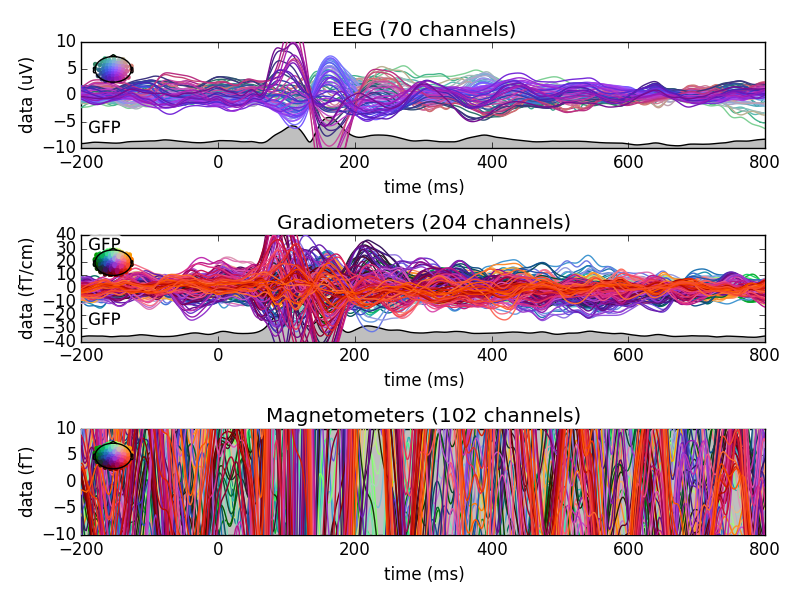 EEG (70 channels)
10
5
0
−5
−10
data (uV)
GFP
−200 0 200 400 600 800
time (ms)
Gradiometers (204 channels)
40
30
20
10
0
−10
−20
−30
−40
data (fT/cm)
GFP
GFP
−200 0 200 400 600 800
time (ms)
Magnetometers (102 channels)
10
5
0
−5
−10
data (fT)
−200 0 200 400 600 800
time (ms)